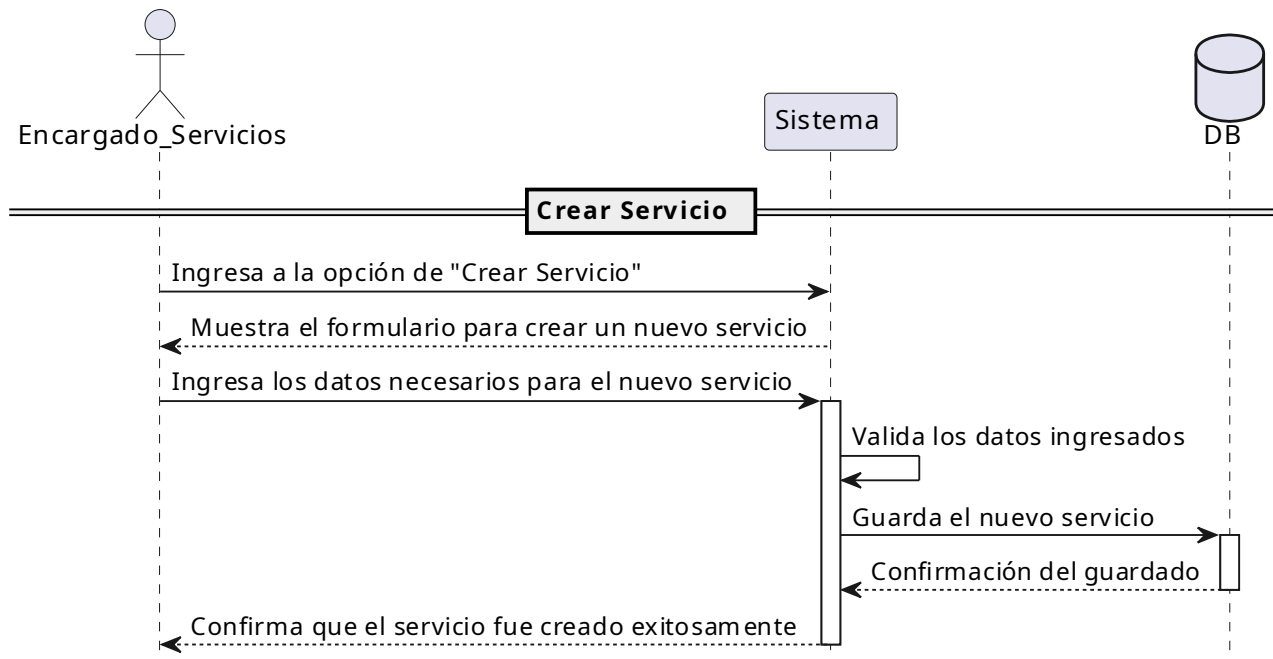 Encargado_Servicios
Sistema
DB
Crear Servicio
Ingresa a la opción de "Crear Servicio"
Muestra el formulario para crear un nuevo servicio
Ingresa los datos necesarios para el nuevo servicio
Valida los datos ingresados
Guarda el nuevo servicio
Confirmación del guardado
Confirma que el servicio fue creado exitosamente